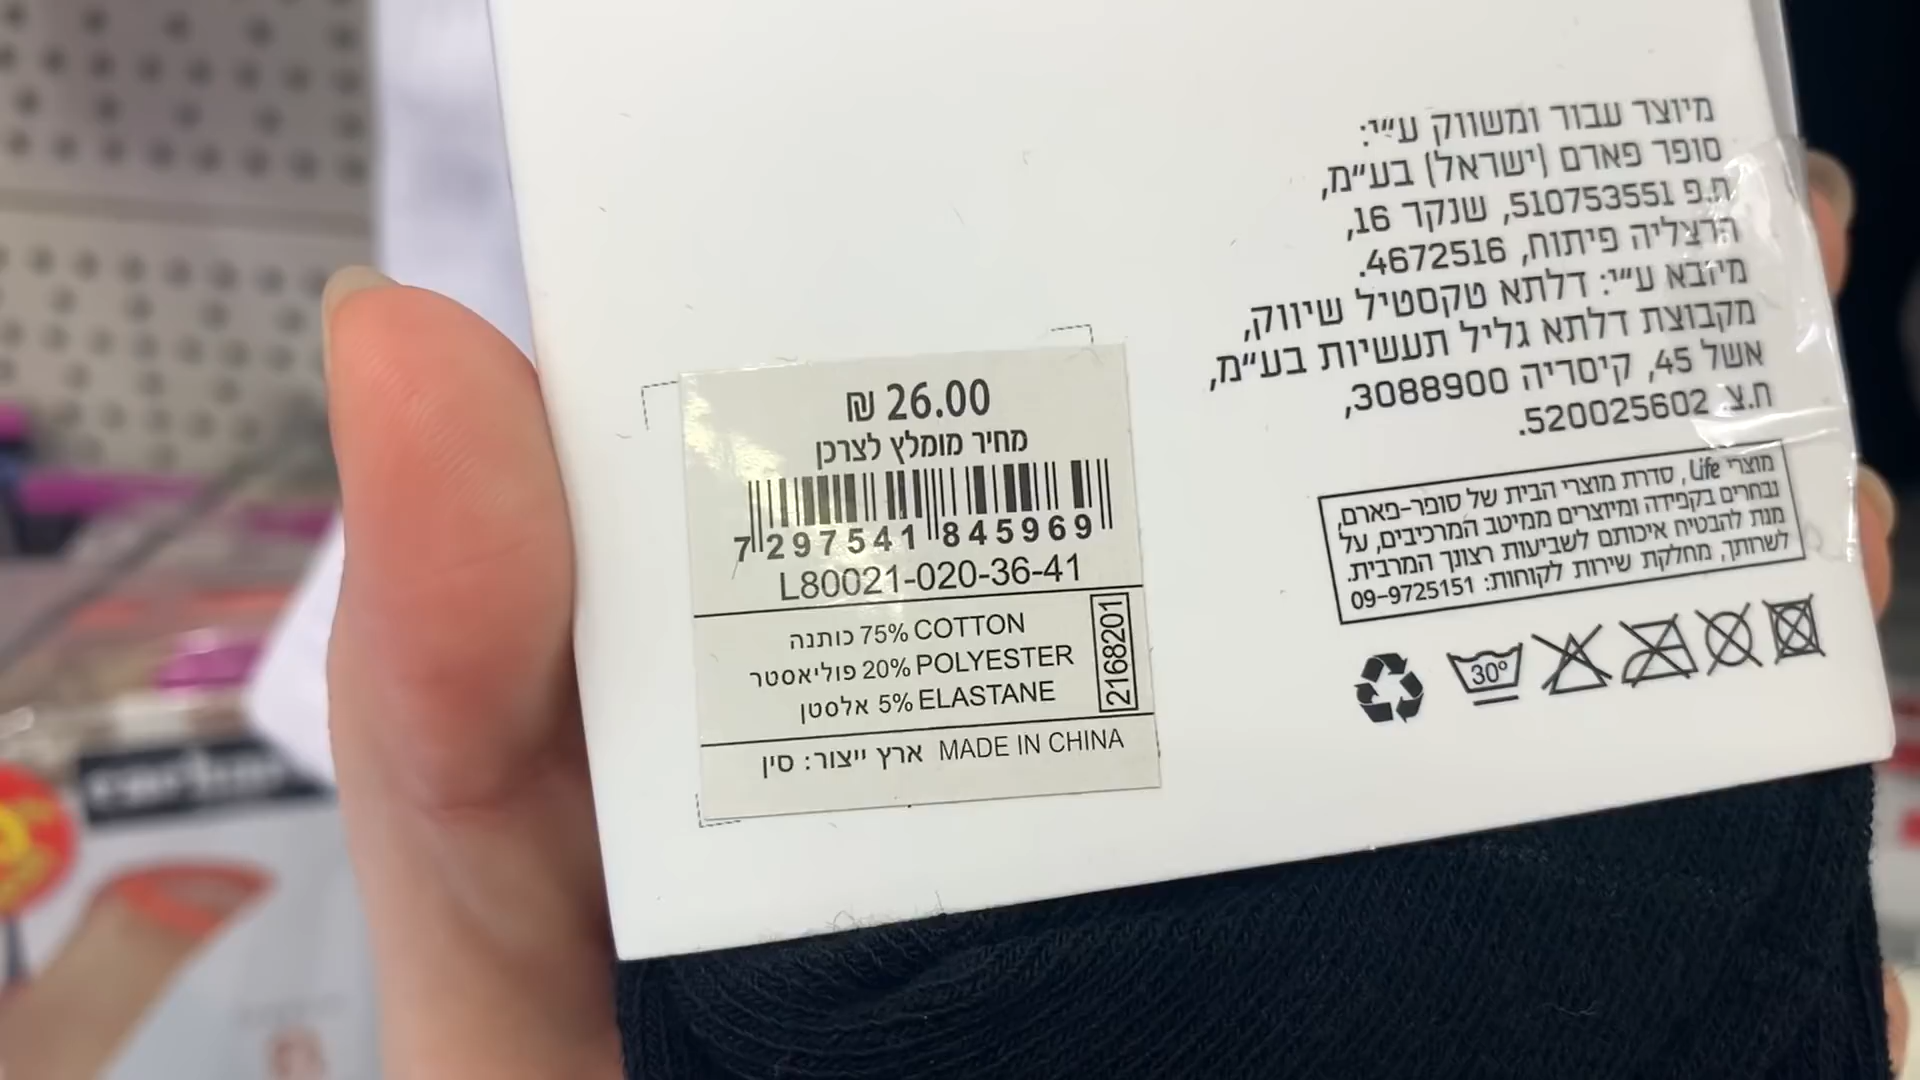 מיוצר עבור ומשווק ע״י:
סופר פארם (ישראל) בע״מ,
ח.פ 510753551, שנקר 16,
הרצליה פיתוח, 4672516.
מיובא ע״י: דלתא טקסטיל שיווק,
מקבוצת דלתא גליל תעשיות בע״מ,
אשל 45, קיסריה 3088900,
ח.צ 520025602.
מוצרי Life, סדרת מוצרי הבית של סופר-פארם,
נבחרים בקפידה ומיוצרים ממיטב המרכיבים, על
מנת להבטיח איכותם לשביעות רצונך המרבית.
לשרותך, מחלקת שירות לקוחות: 09-9725151
30°
₪ 26.00
מחיר מומלץ לצרכן
7 297541 845969
L80021-020-36-41
כותנה 75% COTTON
פוליאסטר 20% POLYESTER
אלסטן 5% ELASTANE
2168201
ארץ ייצור: סין MADE IN CHINA